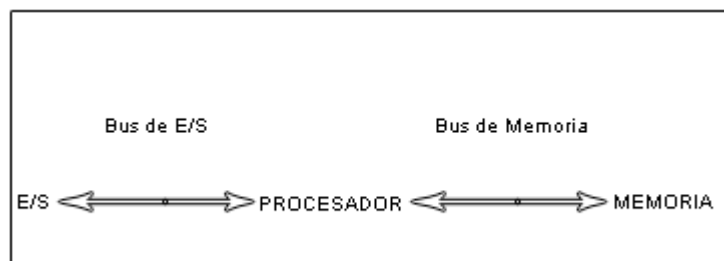 Bus de E/S
Bus de Memoria
E/S
PROCESADOR
MEMORIA